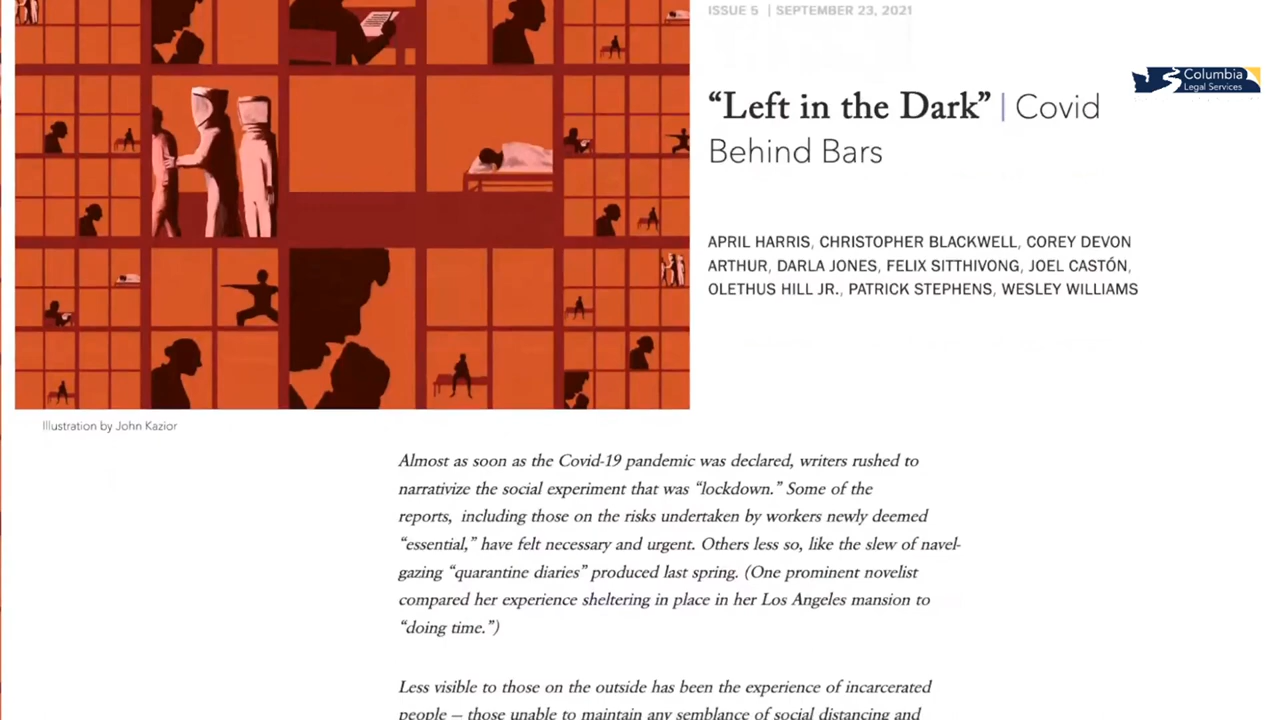 ISSUE 5 | SEPTEMBER 23, 2021
Columbia
Legal Services
“Left in the Dark” | Covid
Behind Bars
APRIL HARRIS, CHRISTOPHER BLACKWELL, COREY DEVON
ARTHUR, DARLA JONES, FELIX SITTHIVONG, JOEL CASTÓN,
OLETHUS HILL JR., PATRICK STEPHENS, WESLEY WILLIAMS
Illustration by John Kazior
Almost as soon as the Covid-19 pandemic was declared, writers rushed to
narrativize the social experiment that was “lockdown.” Some of the
reports, including those on the risks undertaken by workers newly deemed
“essential,” have felt necessary and urgent. Others less so, like the slew of navel-
gazing “quarantine diaries” produced last spring. (One prominent novelist
compared her experience sheltering in place in her Los Angeles mansion to
“doing time.”)
Less visible to those on the outside has been the experience of incarcerated
people – those unable to maintain any semblance of social distancing and